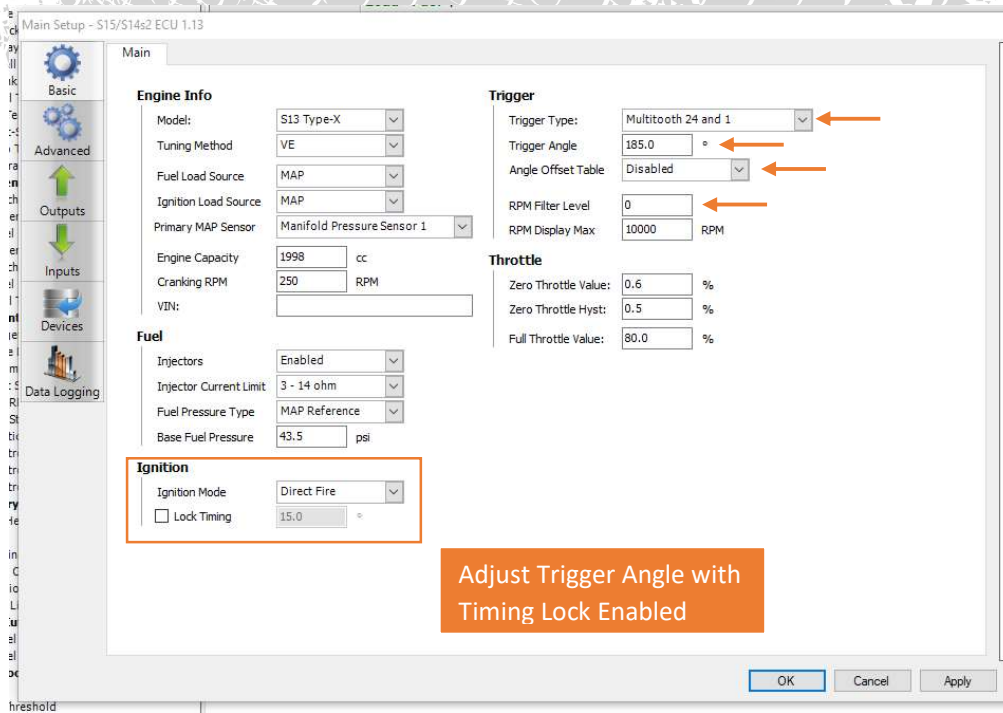 Main Setup - S15/S14s2 ECU 1.13
Main
Basic
Advanced
Outputs
Inputs
Devices
Data Logging
Engine Info
Model: S13 Type-X
Tuning Method VE
Fuel Load Source MAP
Ignition Load Source MAP
Primary MAP Sensor Manifold Pressure Sensor 1
Engine Capacity 1998 cc
Cranking RPM 250 RPM
VIN:
Fuel
Injectors Enabled
Injector Current Limit 3 - 14 ohm
Fuel Pressure Type MAP Reference
Base Fuel Pressure 43.5 psi
Ignition
Ignition Mode Direct Fire
Lock Timing 15.0 °
Trigger
Trigger Type: Multitooth 24 and 1
Trigger Angle 185.0 °
Angle Offset Table Disabled
RPM Filter Level 0
RPM Display Max 10000 RPM
Throttle
Zero Throttle Value: 0.6 %
Zero Throttle Hyst: 0.5 %
Full Throttle Value: 80.0 %
Adjust Trigger Angle with
Timing Lock Enabled
OK Cancel Apply
hreshold